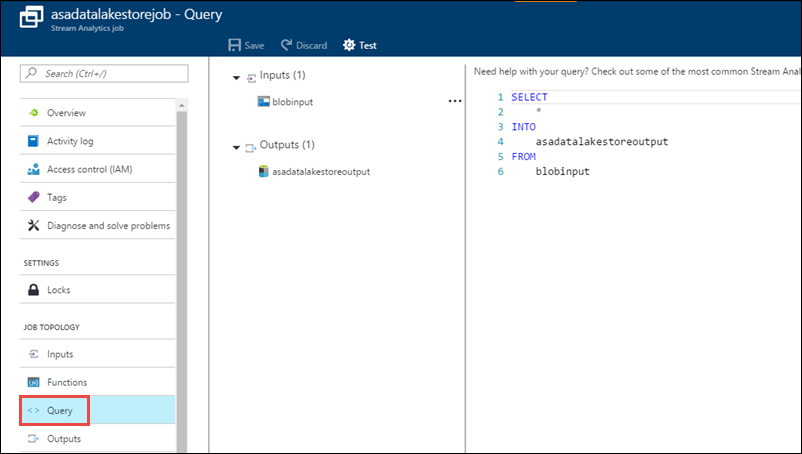 asadatalakestorejob - Query
Stream Analytics job
Save Discard Test
Search (Ctrl+/)
Overview
Activity log
Access control (IAM)
Tags
Diagnose and solve problems
SETTINGS
Locks
JOB TOPOLOGY
Inputs
Functions
<> Query
Outputs
Inputs (1)
blobinput
Outputs (1)
asadatalakestoreoutput
Need help with your query? Check out some of the most common Stream Anal
1 SELECT
2 *
3 INTO
4 asadatalakestoreoutput
5 FROM
6 blobinput